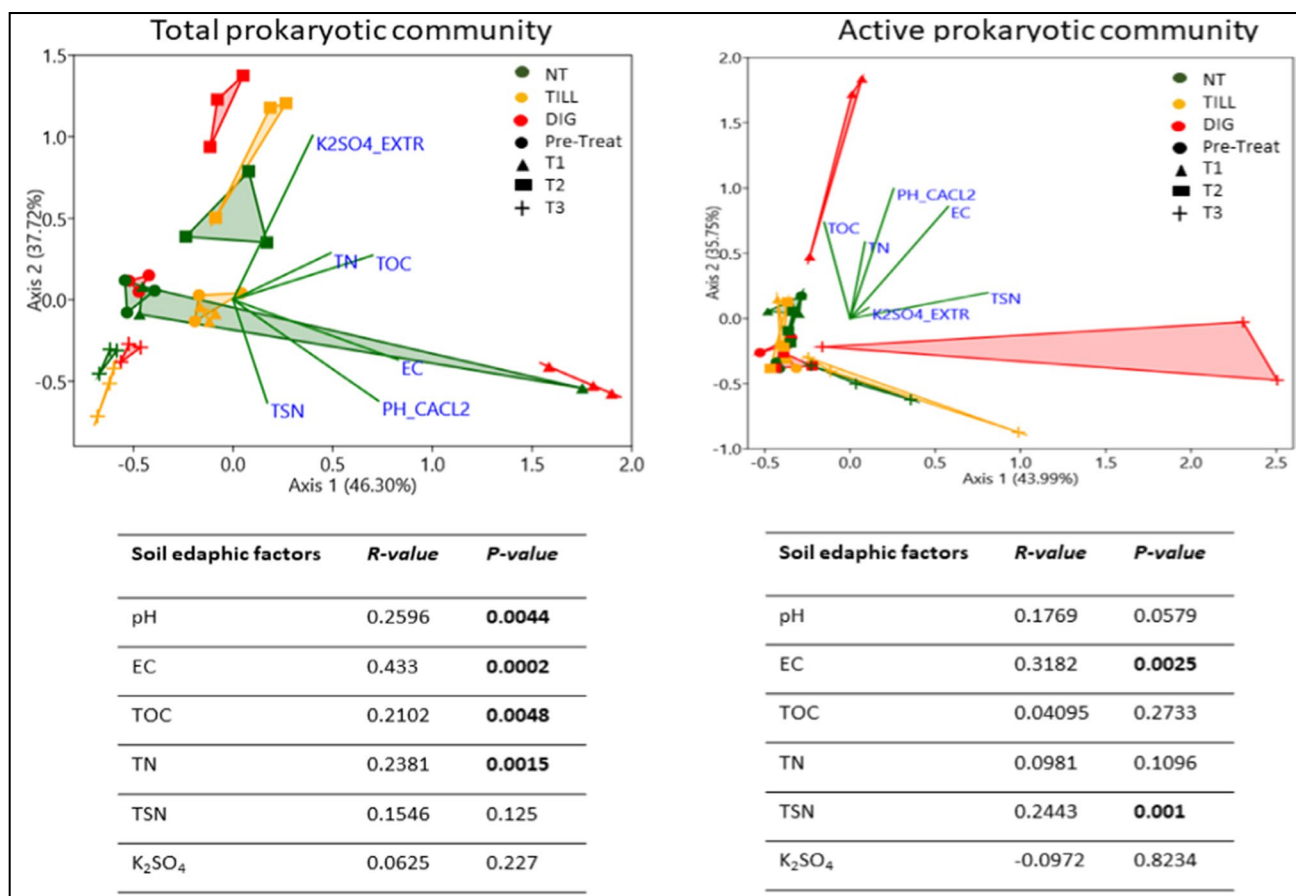 Total prokaryotic community
1.5
1.0
0.5
0.0
-0.5
Axis 2 (37.72%)
-0.5
0.0
0.5
1.0
1.5
2.0
Axis 1 (46.30%)
NT
TILL
DIG
Pre-Treat
T1
T2
T3
K2SO4_EXTR
TN
TOC
EC
TSN
PH_CACL2
Active prokaryotic community
2.0
1.5
1.0
0.5
0.0
-0.5
-1.0
Axis 2 (35.75%)
-0.5
0.0
0.5
1.0
1.5
2.0
2.5
Axis 1 (43.99%)
NT
TILL
DIG
Pre-Treat
T1
T2
T3
PH_CACL2
TOC
EC
TN
TSN
K2SO4_EXTR
Soil edaphic factors R-value P-value
pH 0.2596 0.0044
EC 0.433 0.0002
TOC 0.2102 0.0048
TN 0.2381 0.0015
TSN 0.1546 0.125
K₂SO₄ 0.0625 0.227
Soil edaphic factors R-value P-value
pH 0.1769 0.0579
EC 0.3182 0.0025
TOC 0.04095 0.2733
TN 0.0981 0.1096
TSN 0.2443 0.001
K₂SO₄ -0.0972 0.8234